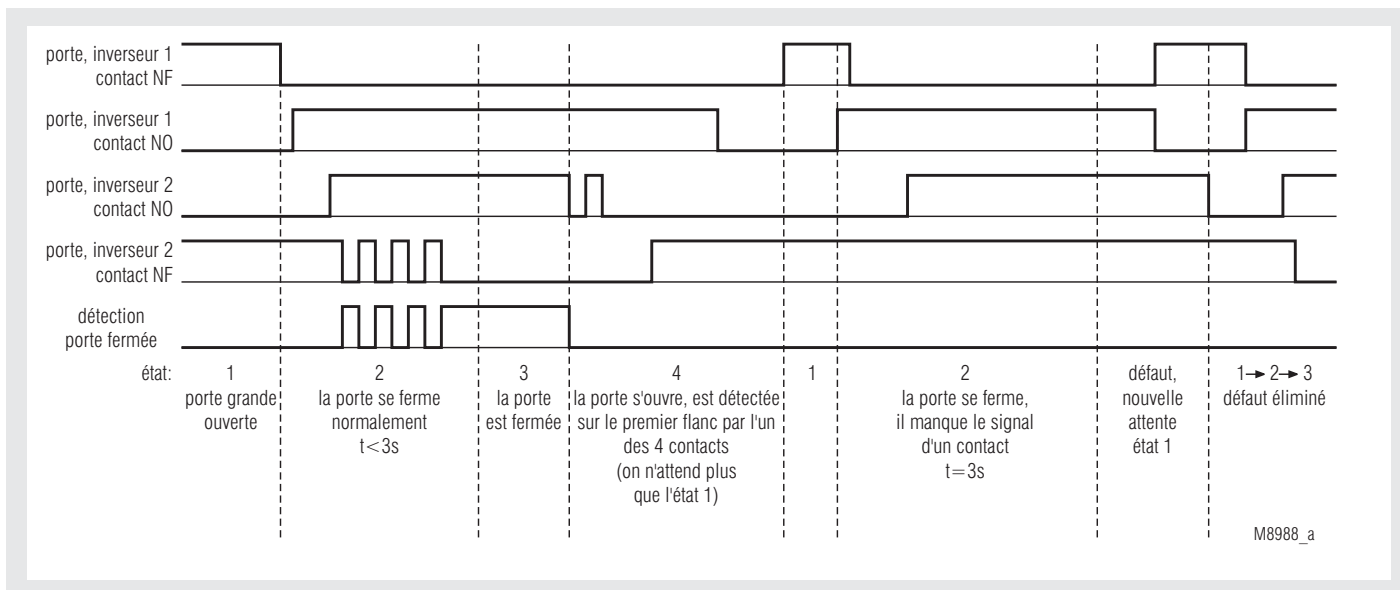 porte, inverseur 1
contact NF
porte, inverseur 1
contact NO
porte, inverseur 2
contact NO
porte, inverseur 2
contact NF
détection
porte fermée
état:
1
porte grande
ouverte
2
la porte se ferme
normalement
t<3s
3
la porte
est fermée
4
la porte s'ouvre, est détectée
sur le premier flanc par l'un
des 4 contacts
(on n'attend plus
que l'état 1)
1
2
la porte se ferme,
il manque le signal
d'un contact
t=3s
défaut,
nouvelle
attente
état 1
1→2→3
défaut éliminé
M8988_a